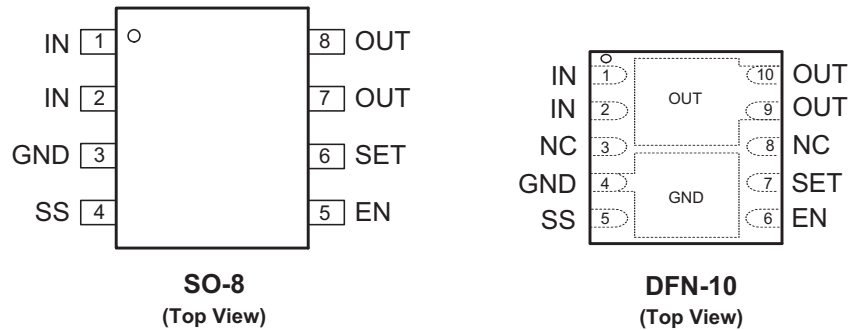 IN 1 8 OUT
IN 2 7 OUT
GND 3 6 SET
SS 4 5 EN
SO-8
(Top View)
IN 1 10 OUT
IN 2 OUT 9 OUT
NC 3 8 NC
GND 4 7 SET
GND
SS 5 6 EN
DFN-10
(Top View)